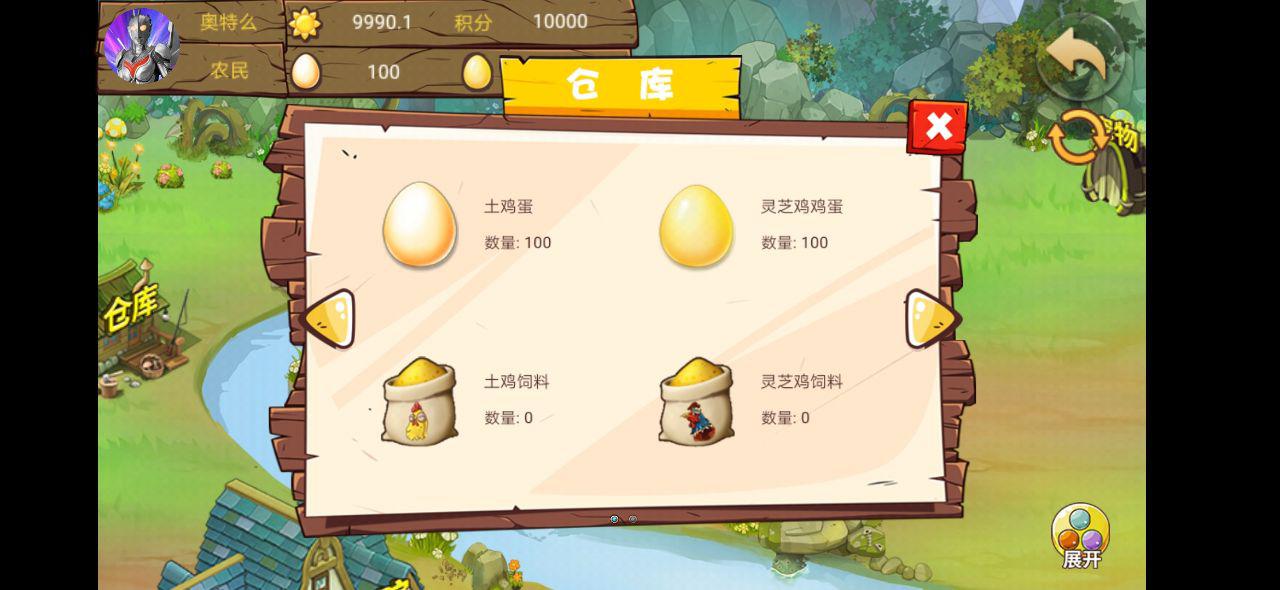 奥特么 9990.1 积分 10000
农民 100
仓库
物
土鸡蛋
数量: 100
灵芝鸡鸡蛋
数量: 100
仓库
土鸡饲料
数量: 0
灵芝鸡饲料
数量: 0
展开